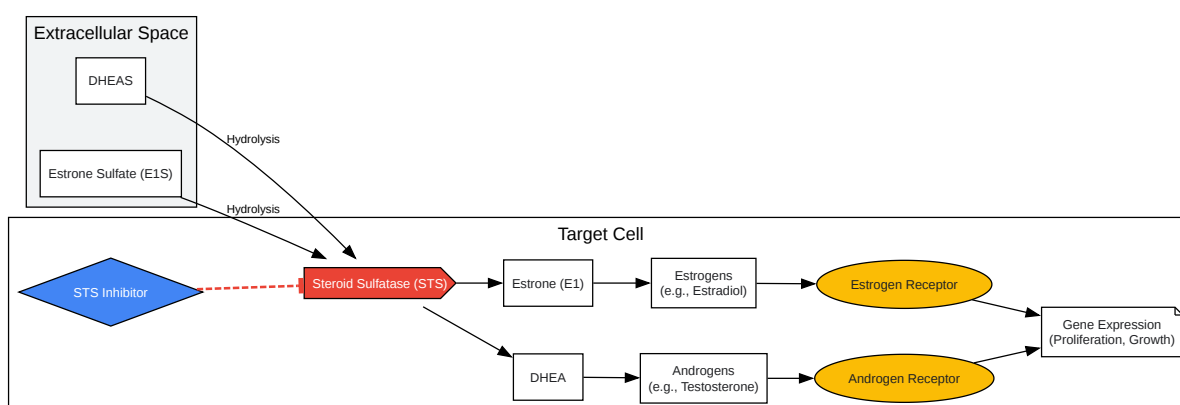 Extracellular Space
DHEAS
Hydrolysis
Estrone Sulfate (E1S)
Hydrolysis
Target Cell
STS Inhibitor
Steroid Sulfatase (STS)
Estrone (E1)
Estrogens
(e.g., Estradiol)
Estrogen Receptor
Gene Expression
(Proliferation, Growth)
DHEA
Androgens
(e.g., Testosterone)
Androgen Receptor